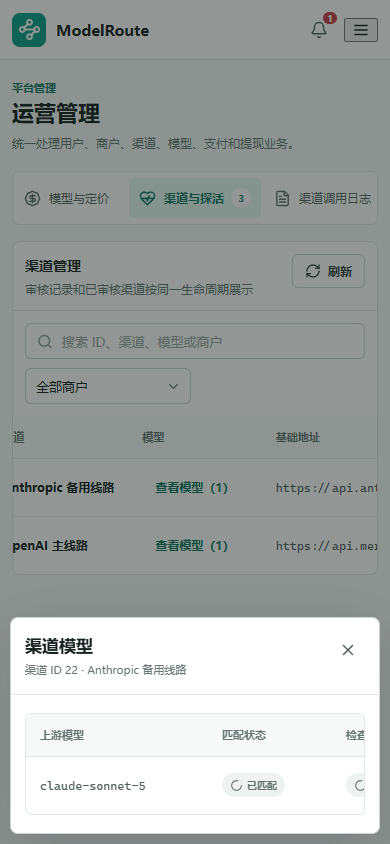 ModelRoute
1
平台管理
运营管理
统一处理用户、商户、渠道、模型、支付和提现业务。
模型与定价
渠道与探活 3
渠道调用日志
渠道管理
审核记录和已审核渠道按同一生命周期展示
刷新
搜索 ID、渠道、模型或商户
全部商户
道 模型 基础地址
nthropic 备用线路 查看模型（1） https://api.ant
penAI 主线路 查看模型（1） https://api.me
渠道模型
渠道 ID 22 · Anthropic 备用线路
上游模型 匹配状态 检查
claude-sonnet-5 已匹配